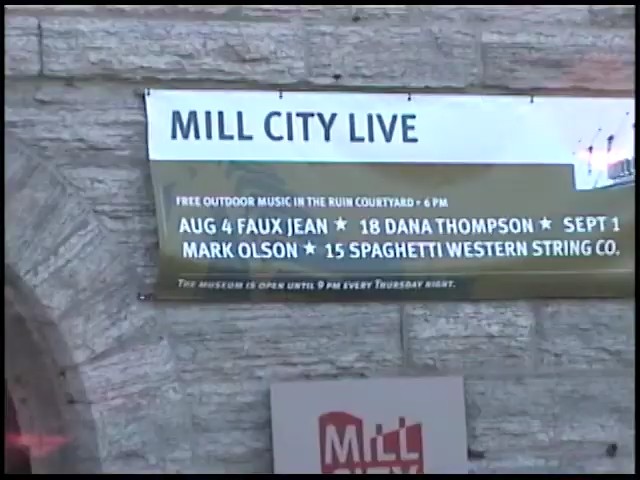 MILL CITY LIVE
FREE OUTDOOR MUSIC IN THE RUIN COURTYARD • 6 PM
AUG 4 FAUX JEAN ★ 18 DANA THOMPSON ★ SEPT 1
MARK OLSON ★ 15 SPAGHETTI WESTERN STRING CO.
THE MUSEUM IS OPEN UNTIL 9 PM EVERY THURSDAY NIGHT.
MILL
CITY